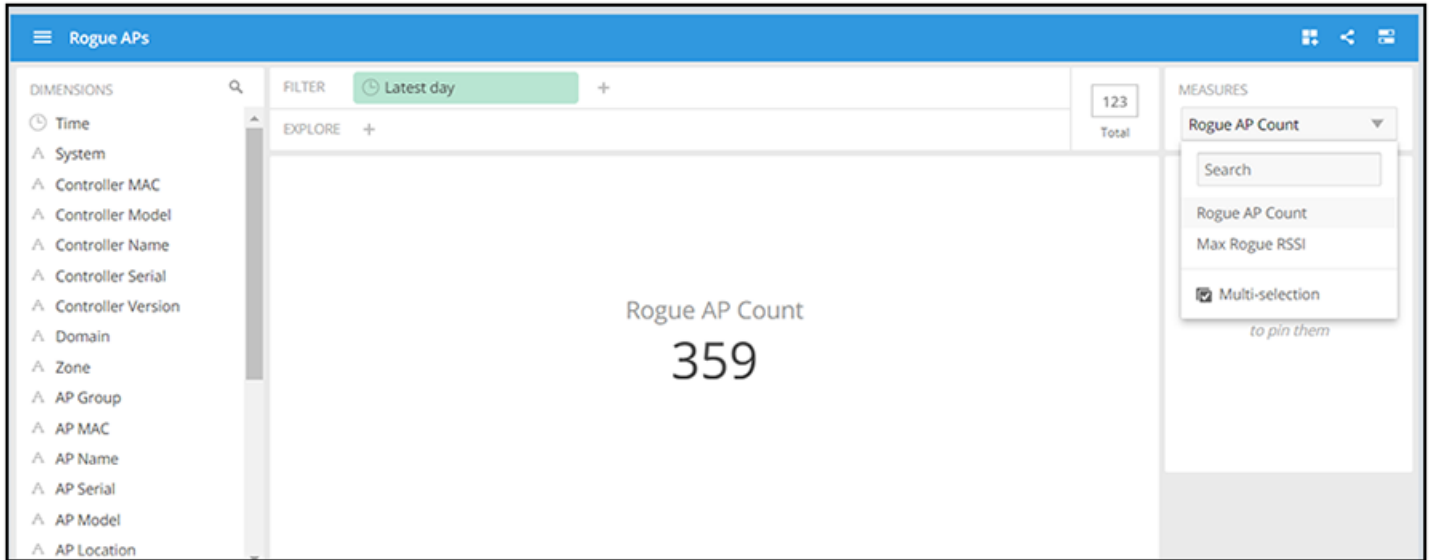 Rogue APs
DIMENSIONS
Time
System
Controller MAC
Controller Model
Controller Name
Controller Serial
Controller Version
Domain
Zone
AP Group
AP MAC
AP Name
AP Serial
AP Model
AP Location
FILTER
Latest day
+
EXPLORE +
123
Total
Rogue AP Count
359
MEASURES
Rogue AP Count
Search
Rogue AP Count
Max Rogue RSSI
Multi-selection
to pin them